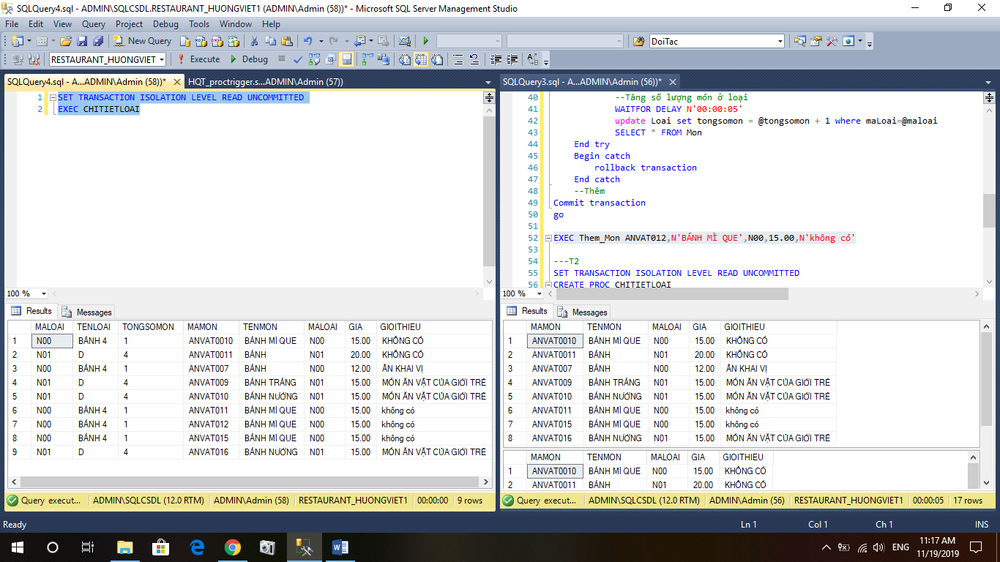 SQLQuery4.sql - ADMIN\SQLCSDL.RESTAURANT_HUONGVIET1 (ADMIN\Admin (58))* - Microsoft SQL Server Management Studio
File Edit View Query Project Debug Tools Window Help
New Query DoiTac
RESTAURANT_HUONGVIET Execute Debug
SQLQuery4.sql - A...ADMIN\Admin (58))* HQT_proctrigger.s...ADMIN\Admin (57))
1 SET TRANSACTION ISOLATION LEVEL READ UNCOMMITTED
2 EXEC CHITIETLOAI
100 %
Results Messages
MALOAI TENLOAI TONGSOMON MAMON TENMON MALOAI GIA GIOITHIEU
1 N00 BÁNH 4 1 ANVAT0010 BÁNH MÌ QUE N00 15.00 KHÔNG CÓ
2 N01 D 4 ANVAT0011 BÁNH N01 20.00 KHÔNG CÓ
3 N00 BÁNH 4 1 ANVAT007 BÁNH N00 12.00 ĂN KHAI VỊ
4 N01 D 4 ANVAT009 BÁNH TRÁNG N01 15.00 MÓN ĂN VẶT CỦA GIỚI TRẺ
5 N01 D 4 ANVAT010 BÁNH NƯỚNG N01 15.00 MÓN ĂN VẶT CỦA GIỚI TRẺ
6 N00 BÁNH 4 1 ANVAT011 BÁNH MÌ QUE N00 15.00 không có
7 N00 BÁNH 4 1 ANVAT012 BÁNH MÌ QUE N00 15.00 không có
8 N00 BÁNH 4 1 ANVAT015 BÁNH MÌ QUE N00 15.00 không có
9 N01 D 4 ANVAT016 BÁNH NƯỚNG N01 15.00 MÓN ĂN VẶT CỦA GIỚI TRẺ
Query execut... ADMIN\SQLCSDL (12.0 RTM) ADMIN\Admin (58) RESTAURANT_HUONGVIET1 00:00:00 9 rows
SQLQuery3.sql - A...ADMIN\Admin (56))*
40 --Tăng số lượng món ở loại
41 WAITFOR DELAY N'00:00:05'
42 update Loai set tongsomon = @tongsomon + 1 where maLoai=@maloai
43 SELECT * FROM Mon
44 End try
45 Begin catch
46 rollback transaction
47 End catch
48 --Thêm
49 Commit transaction
50 go
51
52 EXEC Them_Mon ANVAT012,N'BÁNH MÌ QUE',N00,15.00,N'không có'
53
54 ---T2
55 SET TRANSACTION ISOLATION LEVEL READ UNCOMMITTED
56 CREATE PROC CHITIETLOAI
100 %
Results Messages
MAMON TENMON MALOAI GIA GIOITHIEU
1 ANVAT0010 BÁNH MÌ QUE N00 15.00 KHÔNG CÓ
2 ANVAT0011 BÁNH N01 20.00 KHÔNG CÓ
3 ANVAT007 BÁNH N00 12.00 ĂN KHAI VỊ
4 ANVAT009 BÁNH TRÁNG N01 15.00 MÓN ĂN VẶT CỦA GIỚI TRẺ
5 ANVAT010 BÁNH NƯỚNG N01 15.00 MÓN ĂN VẶT CỦA GIỚI TRẺ
6 ANVAT011 BÁNH MÌ QUE N00 15.00 không có
7 ANVAT015 BÁNH MÌ QUE N00 15.00 không có
8 ANVAT016 BÁNH NƯỚNG N01 15.00 MÓN ĂN VẶT CỦA GIỚI TRẺ
MAMON TENMON MALOAI GIA GIOITHIEU
1 ANVAT0010 BÁNH MÌ QUE N00 15.00 KHÔNG CÓ
2 ANVAT0011 BÁNH N01 20.00 KHÔNG CÓ
Query execut... ADMIN\SQLCSDL (12.0 RTM) ADMIN\Admin (56) RESTAURANT_HUONGVIET1 00:00:05 17 rows
Ready Ln 1 Col 1 Ch 1 INS
ENG 11:17 AM
11/19/2019